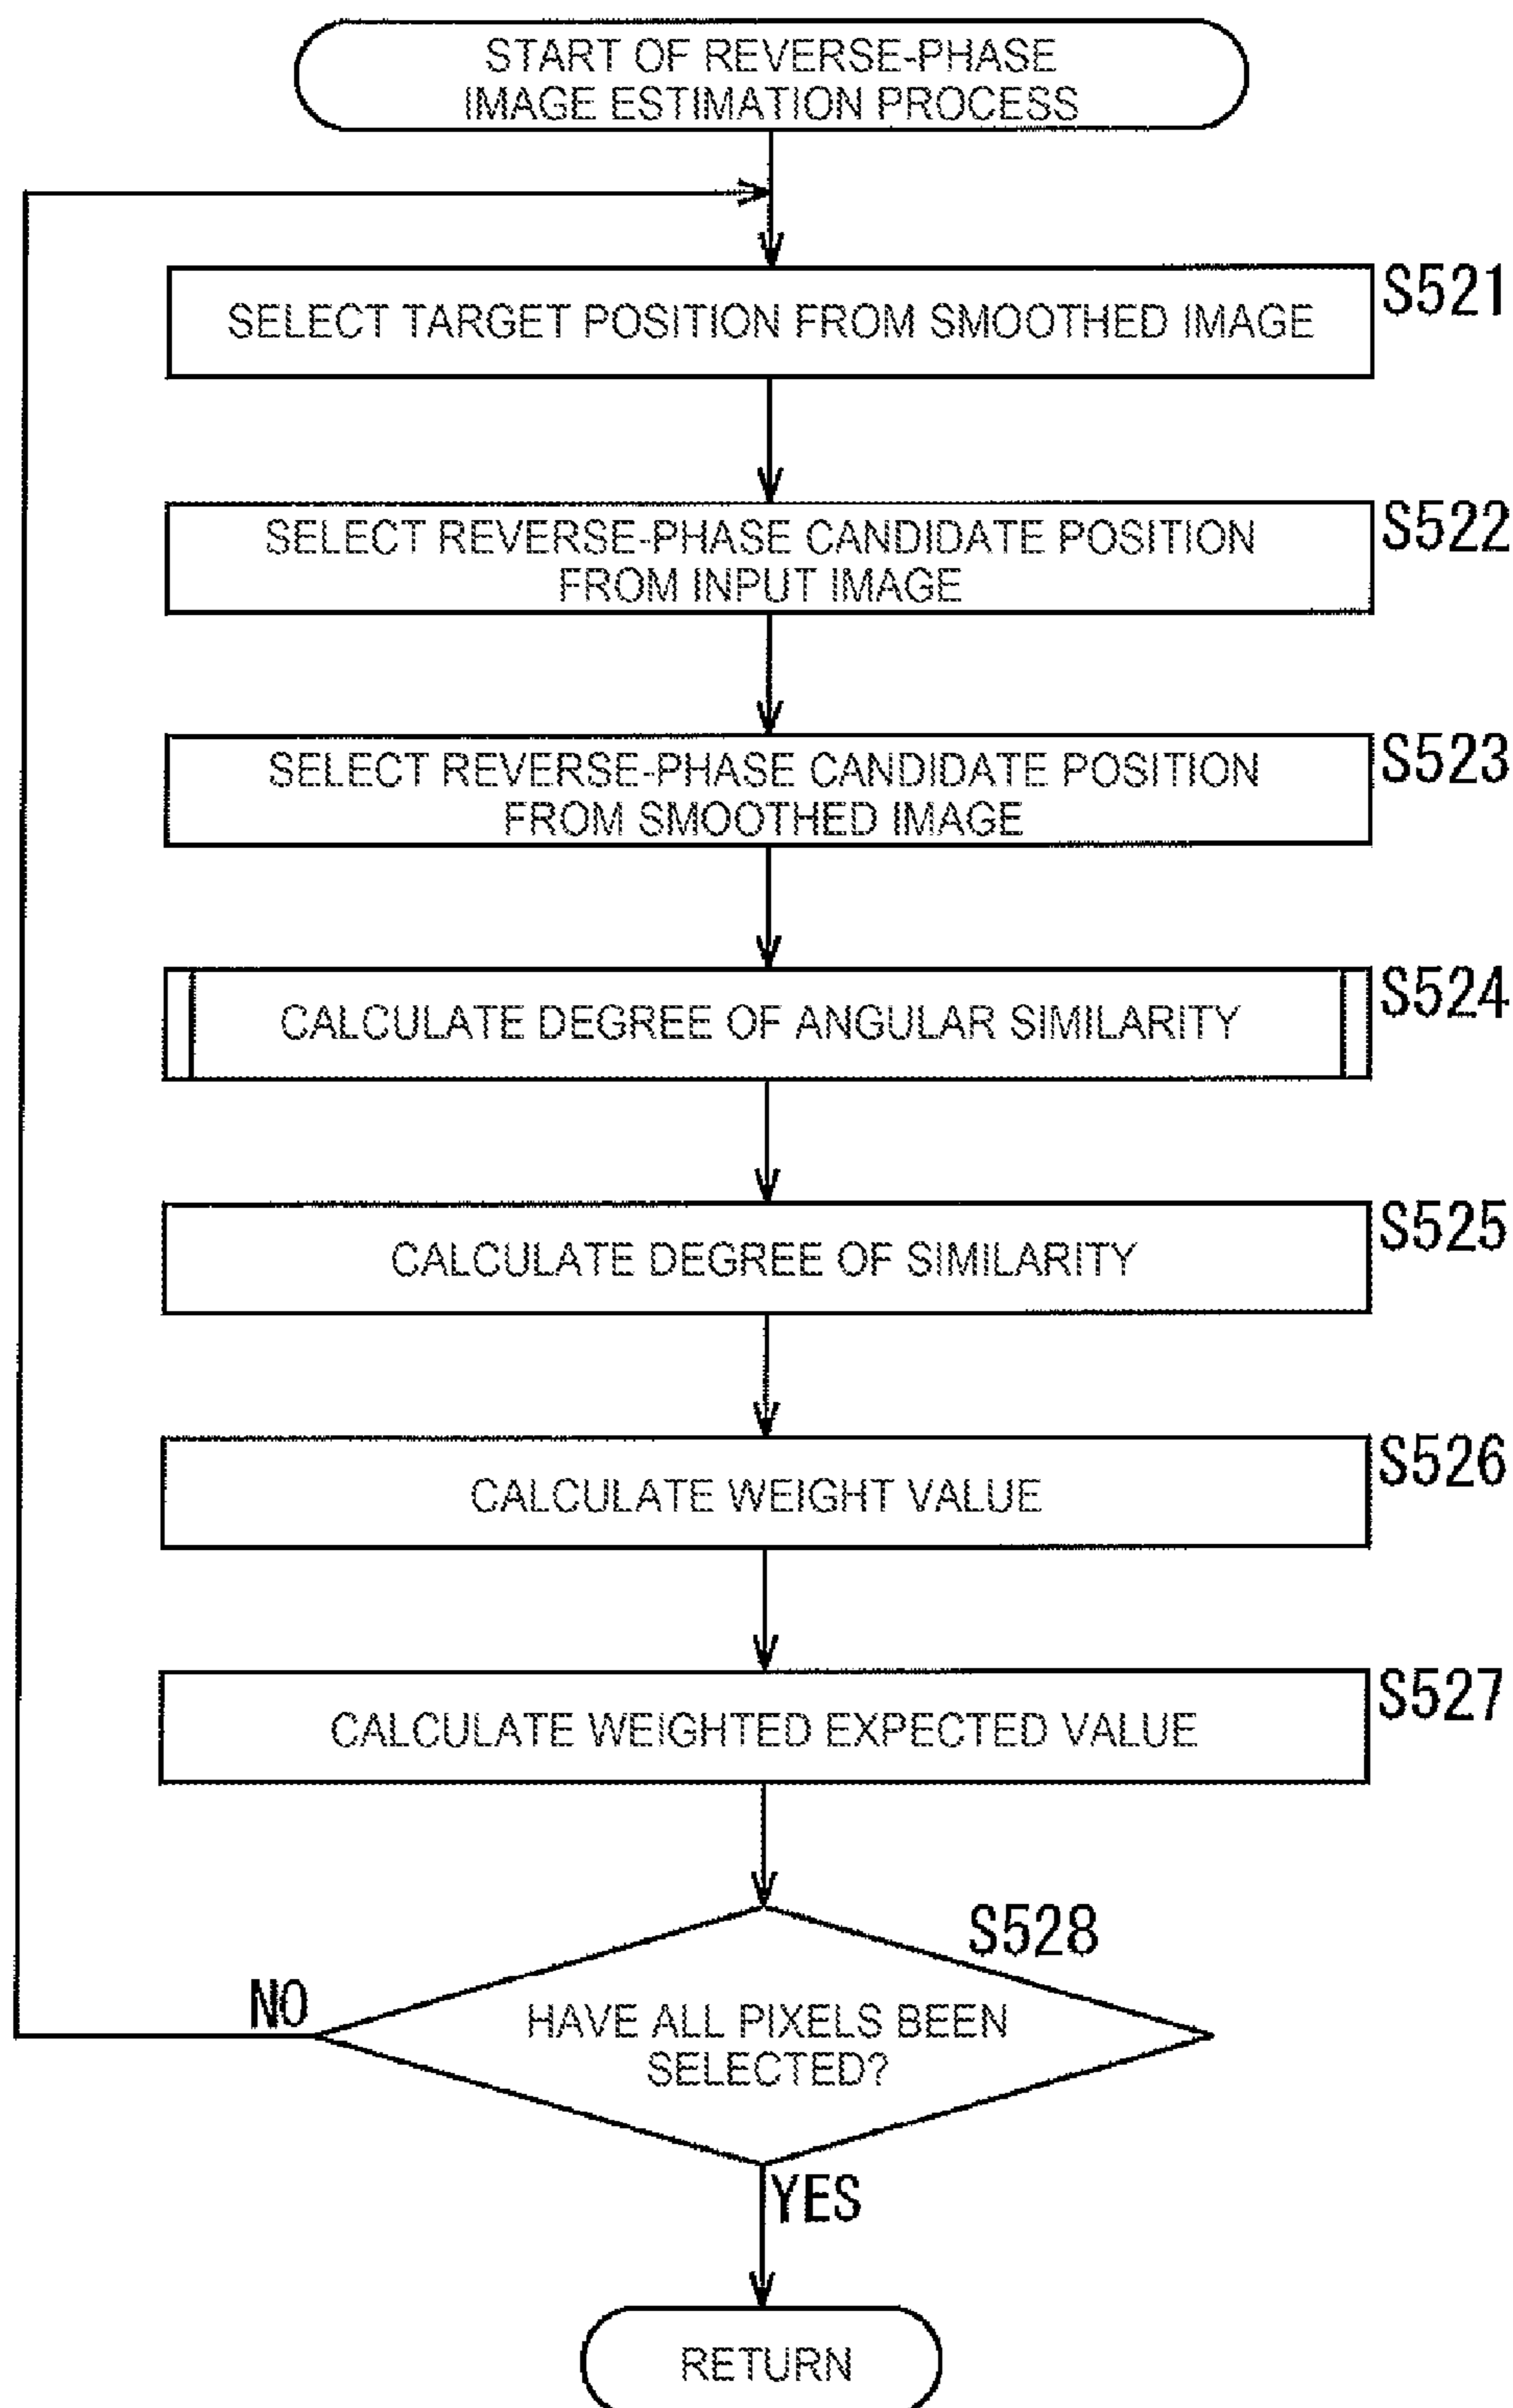 START OF REVERSE-PHASE
IMAGE ESTIMATION PROCESS
SELECT TARGET POSITION FROM SMOOTHED IMAGE
S521
SELECT REVERSE-PHASE CANDIDATE POSITION
FROM INPUT IMAGE
S522
SELECT REVERSE-PHASE CANDIDATE POSITION
FROM SMOOTHED IMAGE
S523
CALCULATE DEGREE OF ANGULAR SIMILARITY
S524
CALCULATE DEGREE OF SIMILARITY
S525
CALCULATE WEIGHT VALUE
S526
CALCULATE WEIGHTED EXPECTED VALUE
S527
S528
NO
HAVE ALL PIXELS BEEN
SELECTED?
YES
RETURN